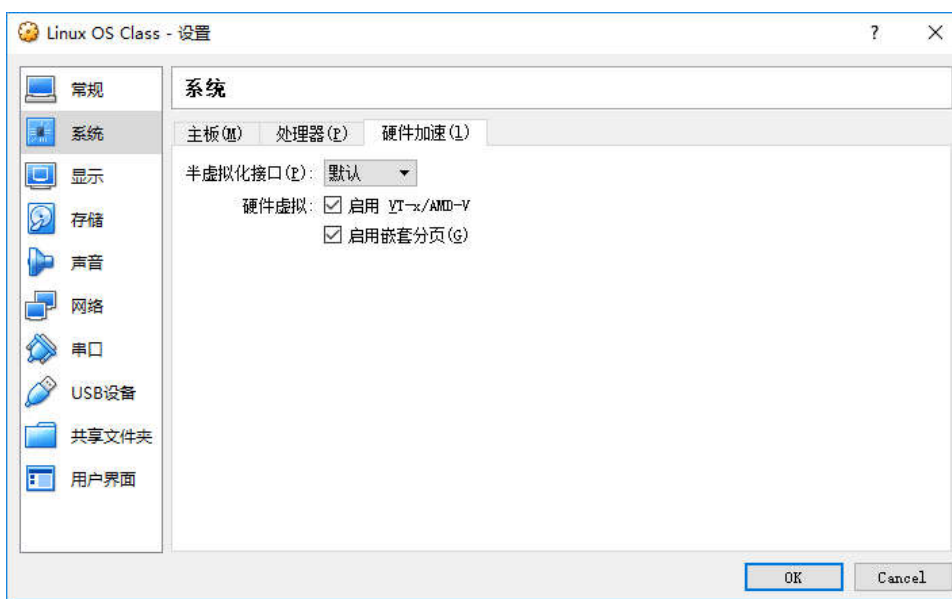 Linux OS Class - 设置
?
常规
系统
显示
存储
声音
网络
串口
USB设备
共享文件夹
用户界面
系统
主板(M) 处理器(P) 硬件加速(l)
半虚拟化接口(P): 默认
硬件虚拟: 启用 VT-x/AMD-V
启用嵌套分页(G)
OK Cancel